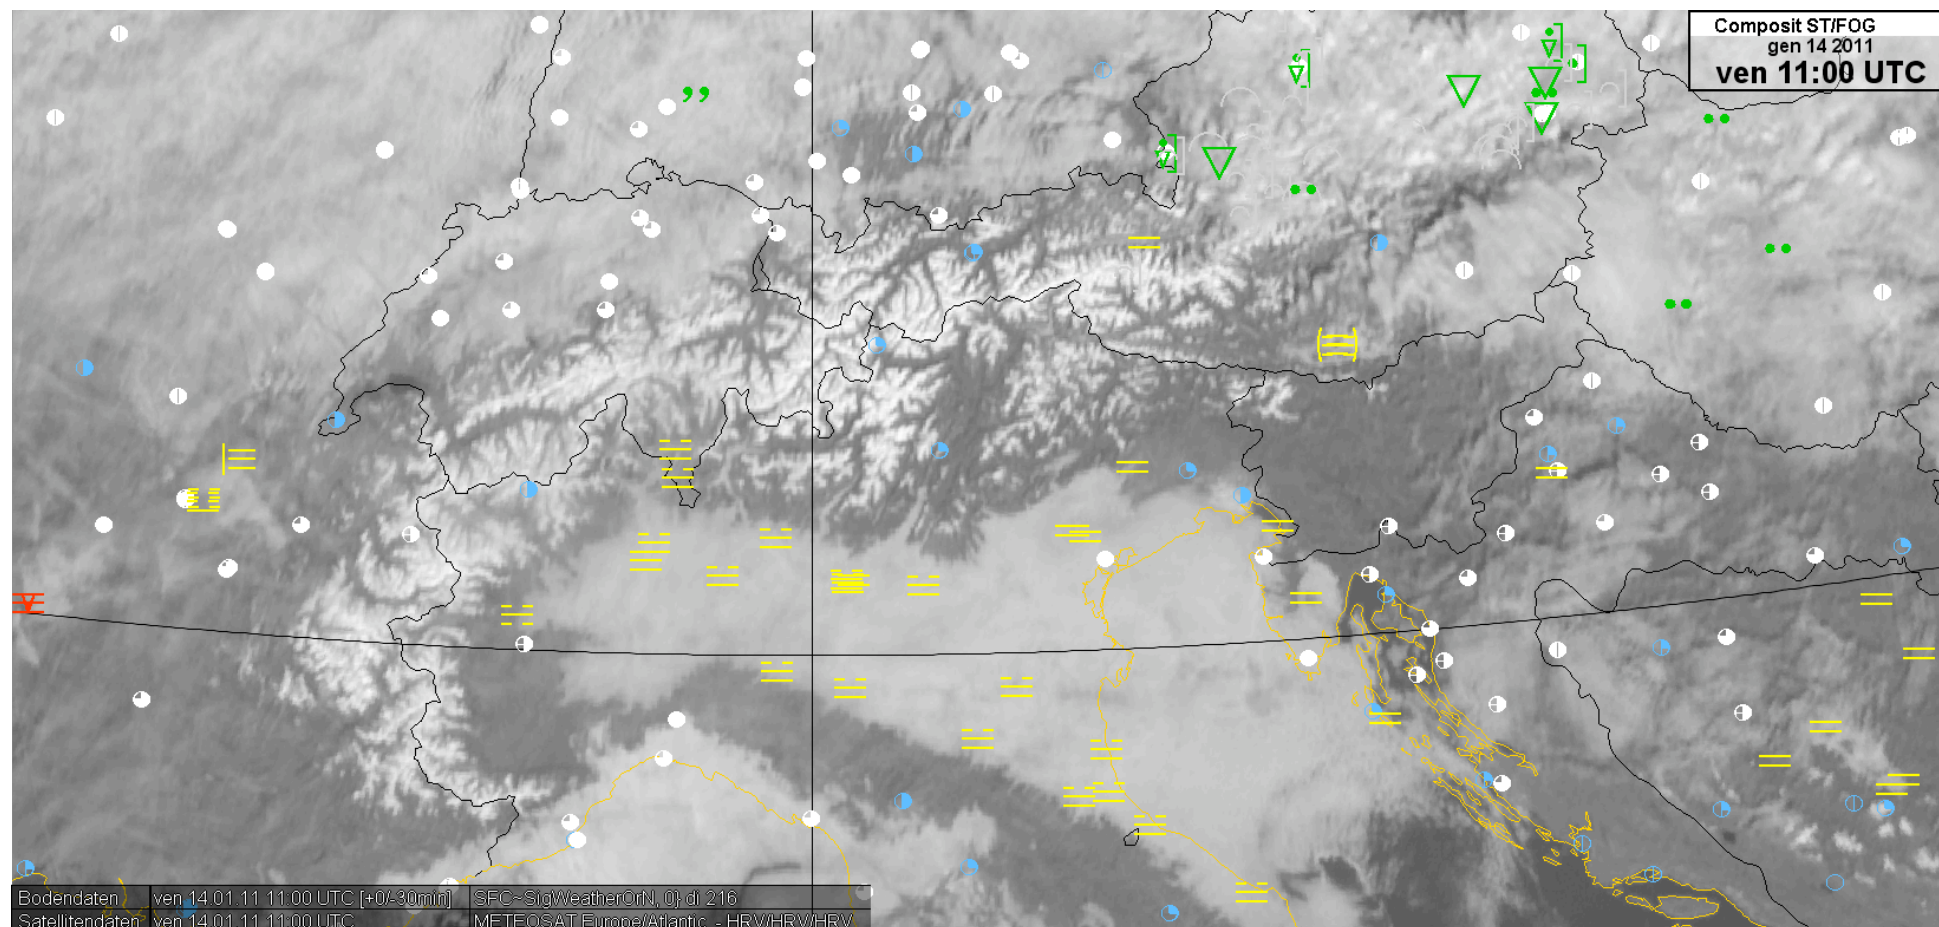 Composit ST/FOG
gen 14 2011
ven 11:00 UTC
Bodendaten ven 14.01.11 11:00 UTC [+0/-30min] SFC~SigWeatherOrN, 0} di 216
Satellitendaten ven 14.01.11 11:00 UTC METEOSAT Europe/Atlantic - HRV/HRV/HRV